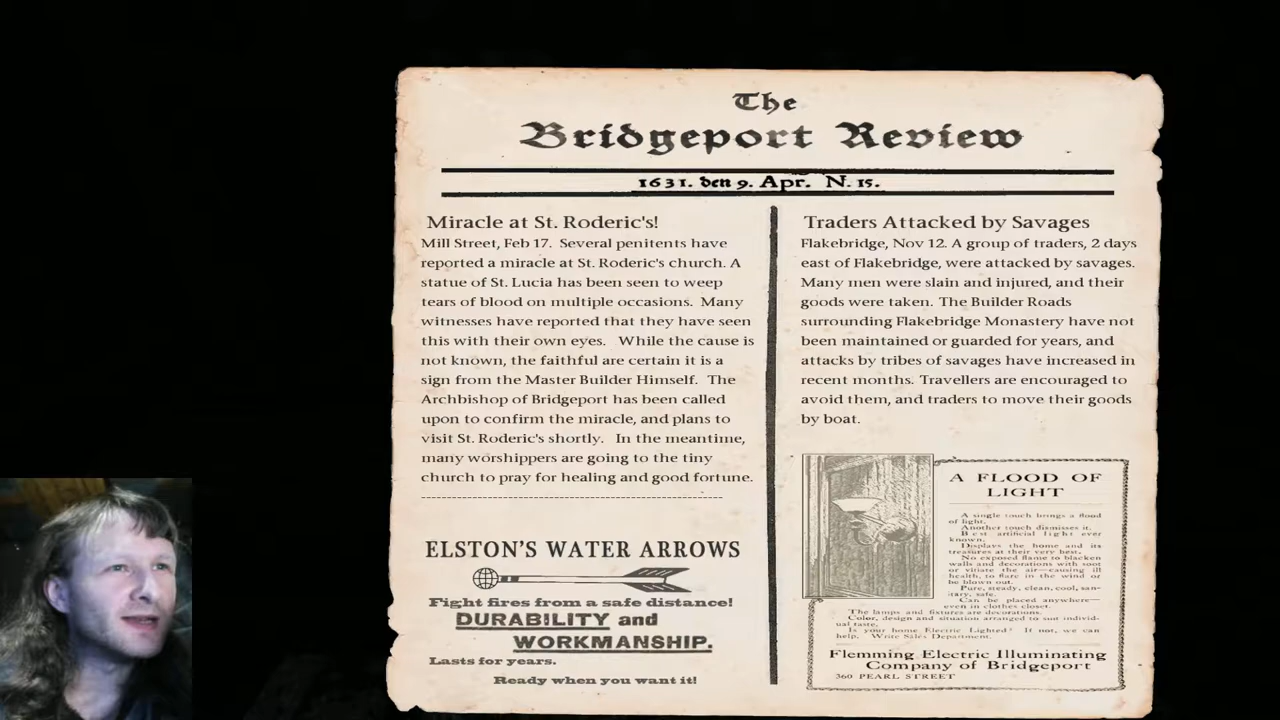 The
Bridgeport Review
1631. den 9. Apr. N. 15.
Miracle at St. Roderic's!
Mill Street, Feb 17. Several penitents have
reported a miracle at St. Roderic's church. A
statue of St. Lucia has been seen to weep
tears of blood on multiple occasions. Many
witnesses have reported that they have seen
this with their own eyes. While the cause is
not known, the faithful are certain it is a
sign from the Master Builder Himself. The
Archbishop of Bridgeport has been called
upon to confirm the miracle, and plans to
visit St. Roderic's shortly. In the meantime,
many worshippers are going to the tiny
church to pray for healing and good fortune.
ELSTON'S WATER ARROWS
Fight fires from a safe distance!
DURABILITY and
WORKMANSHIP.
Lasts for years.
Ready when you want it!
Traders Attacked by Savages
Flakebridge, Nov 12. A group of traders, 2 days
east of Flakebridge, were attacked by savages.
Many men were slain and injured, and their
goods were taken. The Builder Roads
surrounding Flakebridge Monastery have not
been maintained or guarded for years, and
attacks by tribes of savages have increased in
recent months. Travellers are encouraged to
avoid them, and traders to move their goods
by boat.
A FLOOD OF
LIGHT
A single touch brings a flood
of light.
Another touch dismisses it.
Best artificial light ever
known.
Displays the home and its
treasures at their very best.
No exposed flame to blacken
walls and decorations with soot
or vitiate the air—causing ill
health, to flare in the wind or
be blown out.
Pure, steady, clean, cool, san-
itary, safe.
Can be placed anywhere—
even in clothes closet.
The lamps and fixtures are decorations.
Color, design and situation arranged to suit individ-
ual taste.
Is your home Electric Lighted? If not, we can
help. Write Sales Department.
Flemming Electric Illuminating
Company of Bridgeport
360 PEARL STREET